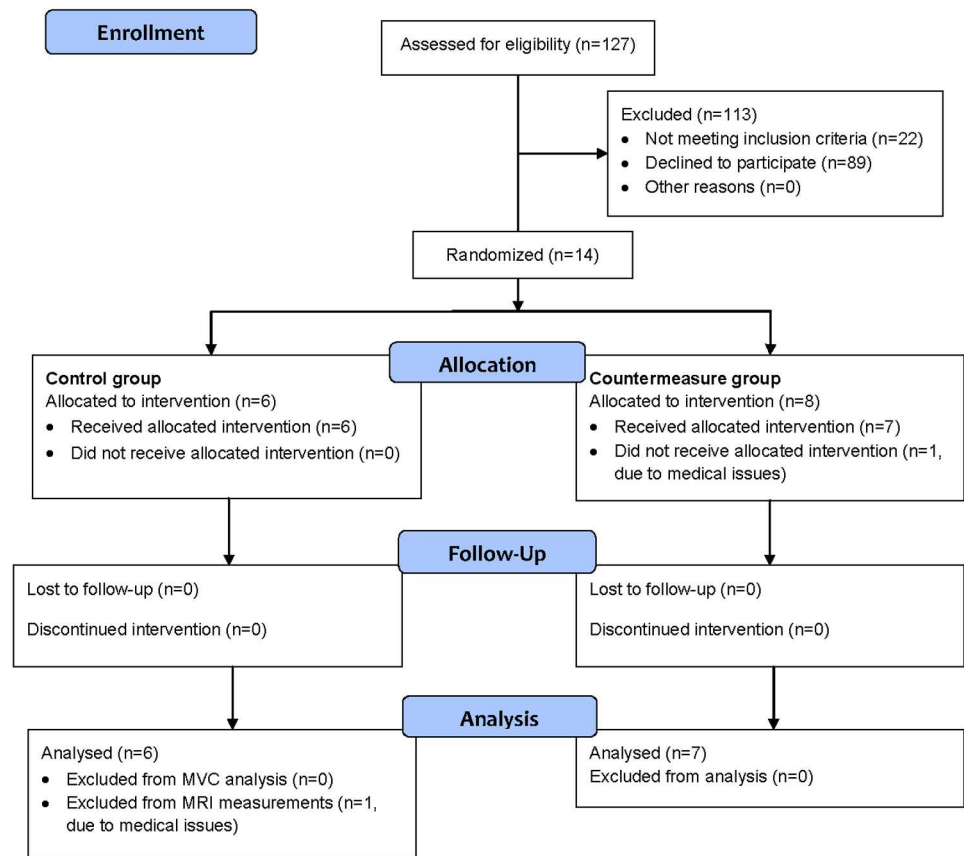 Enrollment
Assessed for eligibility (n=127)
Excluded (n=113)
• Not meeting inclusion criteria (n=22)
• Declined to participate (n=89)
• Other reasons (n=0)
Randomized (n=14)
Allocation
Control group
Allocated to intervention (n=6)
• Received allocated intervention (n=6)
• Did not receive allocated intervention (n=0)
Countermeasure group
Allocated to intervention (n=8)
• Received allocated intervention (n=7)
• Did not receive allocated intervention (n=1,
due to medical issues)
Follow-Up
Lost to follow-up (n=0)
Discontinued intervention (n=0)
Lost to follow-up (n=0)
Discontinued intervention (n=0)
Analysis
Analysed (n=6)
• Excluded from MVC analysis (n=0)
• Excluded from MRI measurements (n=1,
due to medical issues)
Analysed (n=7)
Excluded from analysis (n=0)